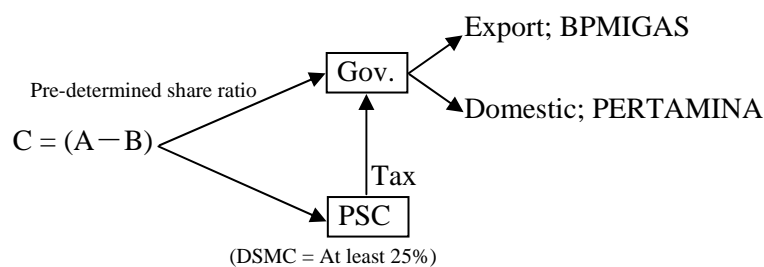 Export; BPMIGAS
Gov.
Pre-determined share ratio
Domestic; PERTAMINA
C = (A－B)
Tax
PSC
(DSMC = At least 25%)